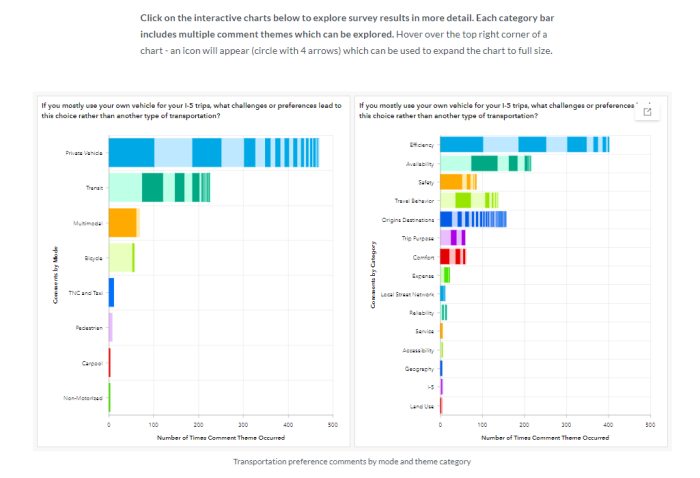 Click on the interactive charts below to explore survey results in more detail. Each category bar
includes multiple comment themes which can be explored. Hover over the top right corner of a
chart - an icon will appear (circle with 4 arrows) which can be used to expand the chart to full size.
If you mostly use your own vehicle for your I-5 trips, what challenges or preferences lead to
this choice rather than another type of transportation?
Comments by Mode
Private Vehicle
Transit
Multimodal
Bicycle
TNC and Taxi
Pedestrian
Carpool
Non-Motorized
0 100 200 300 400 500
Number of Times Comment Theme Occurred
If you mostly use your own vehicle for your I-5 trips, what challenges or preferences
this choice rather than another type of transportation?
Comments by Category
Efficiency
Availability
Safety
Travel Behavior
Origins Destinations
Trip Purpose
Comfort
Expense
Local Street Network
Reliability
Service
Accessibility
Geography
I-5
Land Use
0 100 200 300 400 500
Number of Times Comment Theme Occurred
Transportation preference comments by mode and theme category